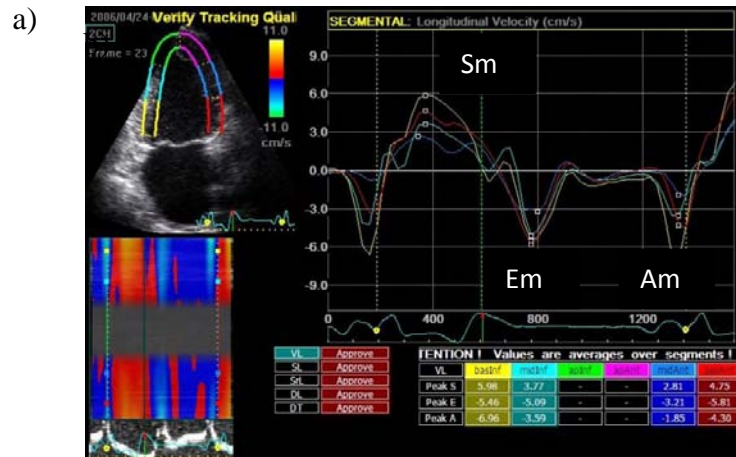 a)
2006/04/24- Verify Tracking Qual
2CH
11.0
Frame = 23
-11.0
cm/s
SEGMENTAL: Longitudinal Velocity (cm/s)
9.0
6.0
3.0
0.0
-3.0
-6.0
-9.0
Sm
Em
Am
0 400 800 1200
TENTION ! Values are averages over segments !
VL Approve
SL Approve
SrL Approve
DL Approve
DT Approve
VL basInf mdInf apInf apAnt mdAnt
Peak S 5.98 3.77 - - 2.81 4.75
Peak E -5.46 -5.09 - - -3.21 -5.81
Peak A -6.96 -3.59 - - -1.85 -4.30